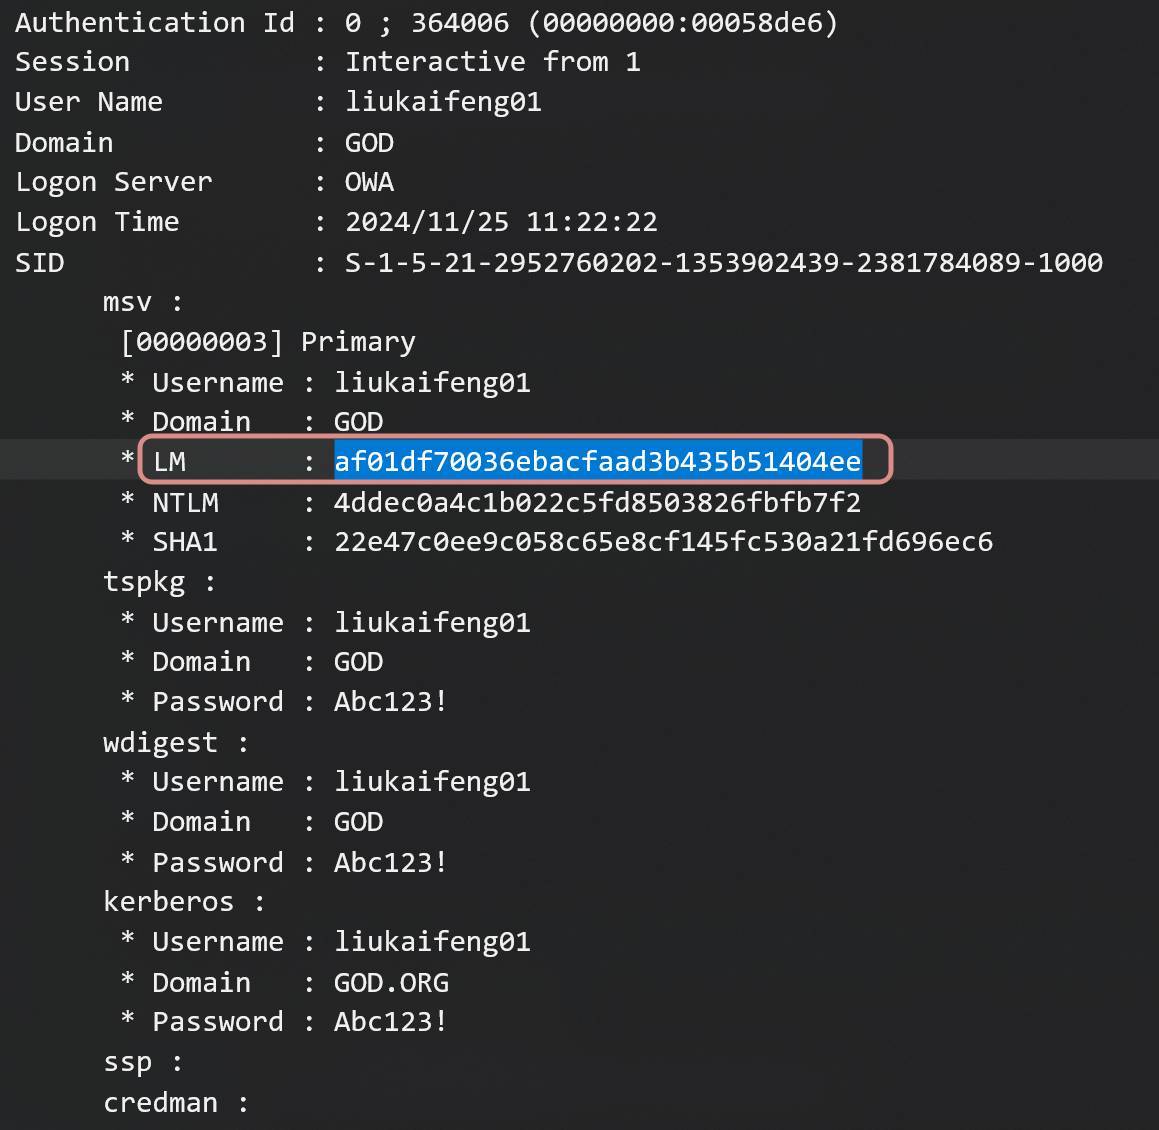 Authentication Id : 0 ; 364006 (00000000:00058de6)
Session           : Interactive from 1
User Name         : liukaifeng01
Domain            : GOD
Logon Server      : OWA
Logon Time        : 2024/11/25 11:22:22
SID               : S-1-5-21-2952760202-1353902439-2381784089-1000
msv :
[00000003] Primary
* Username : liukaifeng01
* Domain   : GOD
* LM       : af01df70036ebacfaad3b435b51404ee
* NTLM     : 4ddec0a4c1b022c5fd8503826fbfb7f2
* SHA1     : 22e47c0ee9c058c65e8cf145fc530a21fd696ec6
tspkg :
* Username : liukaifeng01
* Domain   : GOD
* Password : Abc123!
wdigest :
* Username : liukaifeng01
* Domain   : GOD
* Password : Abc123!
kerberos :
* Username : liukaifeng01
* Domain   : GOD.ORG
* Password : Abc123!
ssp :
credman :